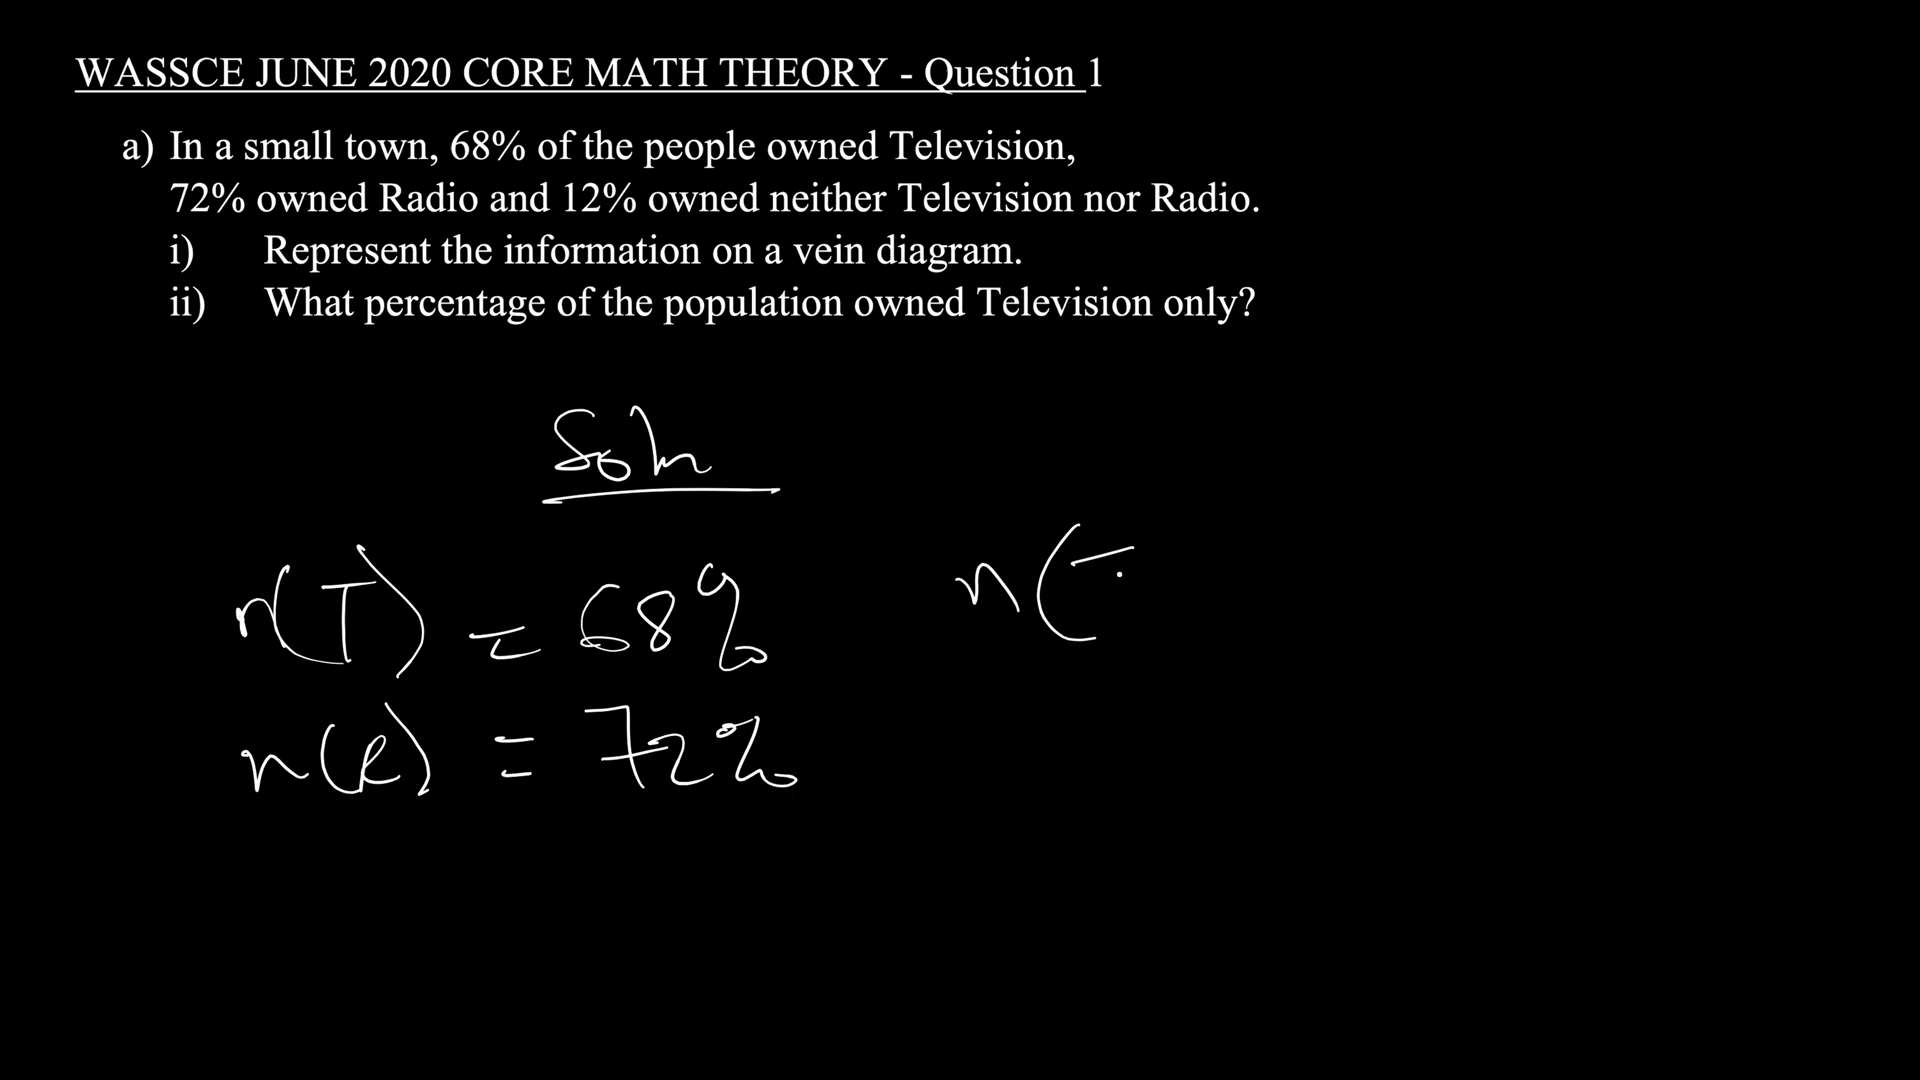 WASSCE JUNE 2020 CORE MATH THEORY - Question 1
a) In a small town, 68% of the people owned Television,
72% owned Radio and 12% owned neither Television nor Radio.
i) Represent the information on a vein diagram.
ii) What percentage of the population owned Television only?
Soln
n(T) = 68% n(
n(R) = 72%